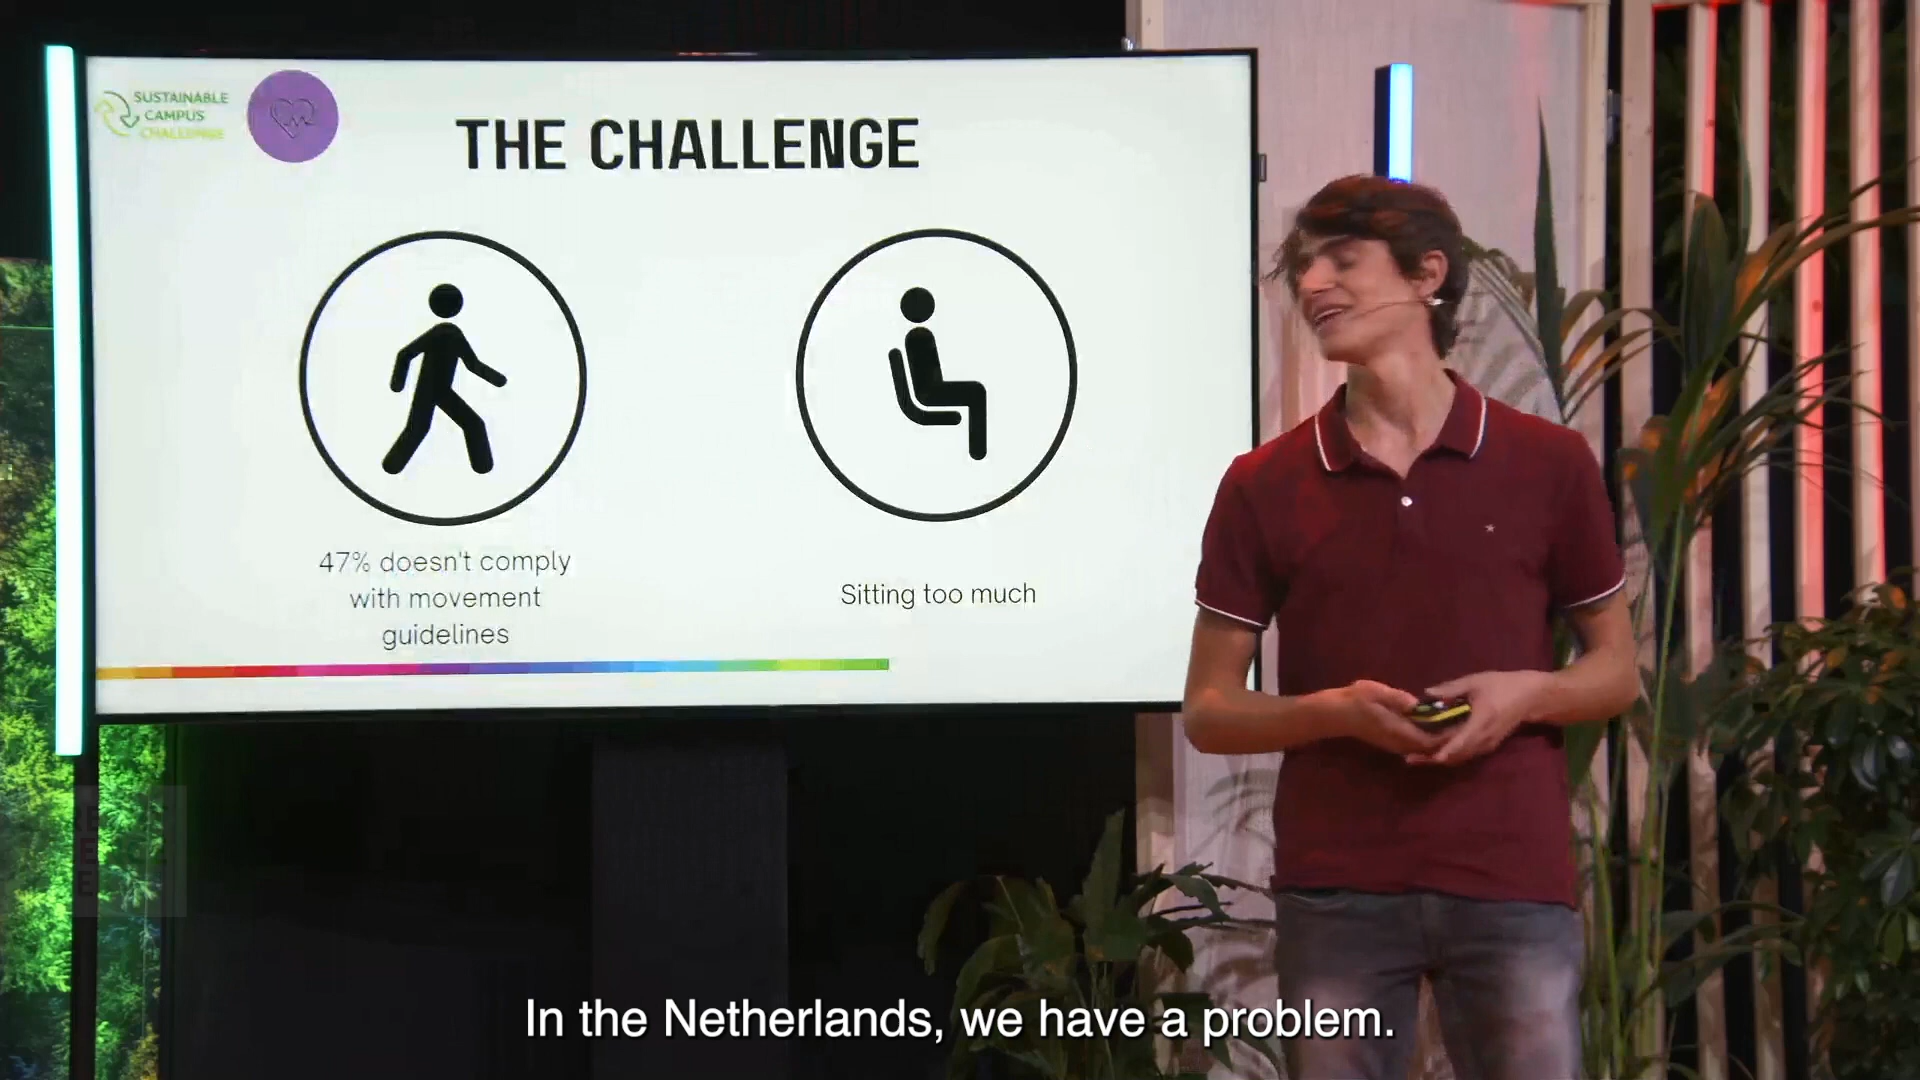 SUSTAINABLE
CAMPUS
CHALLENGE
THE CHALLENGE
47% doesn't comply
with movement
guidelines
Sitting too much
In the Netherlands, we have a problem.